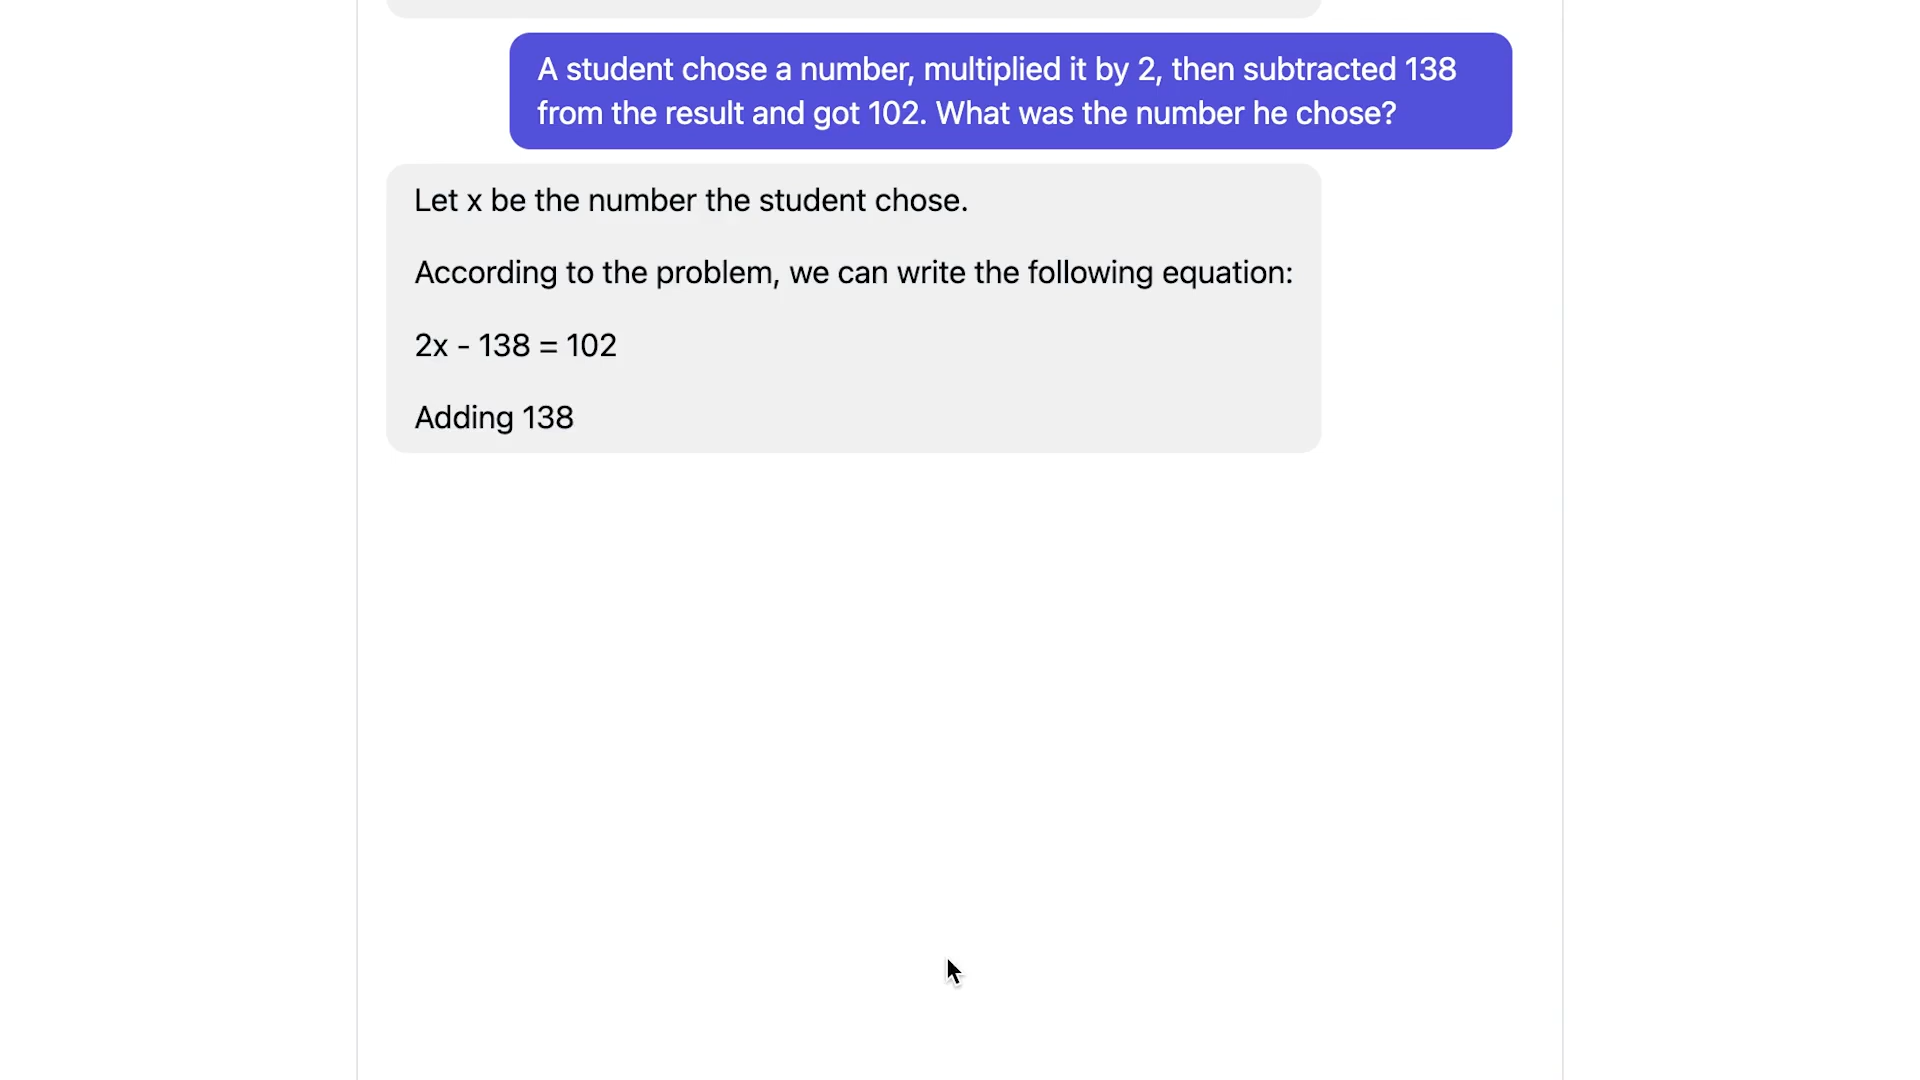 A student chose a number, multiplied it by 2, then subtracted 138
from the result and got 102. What was the number he chose?
Let x be the number the student chose.
According to the problem, we can write the following equation:
2x - 138 = 102
Adding 138